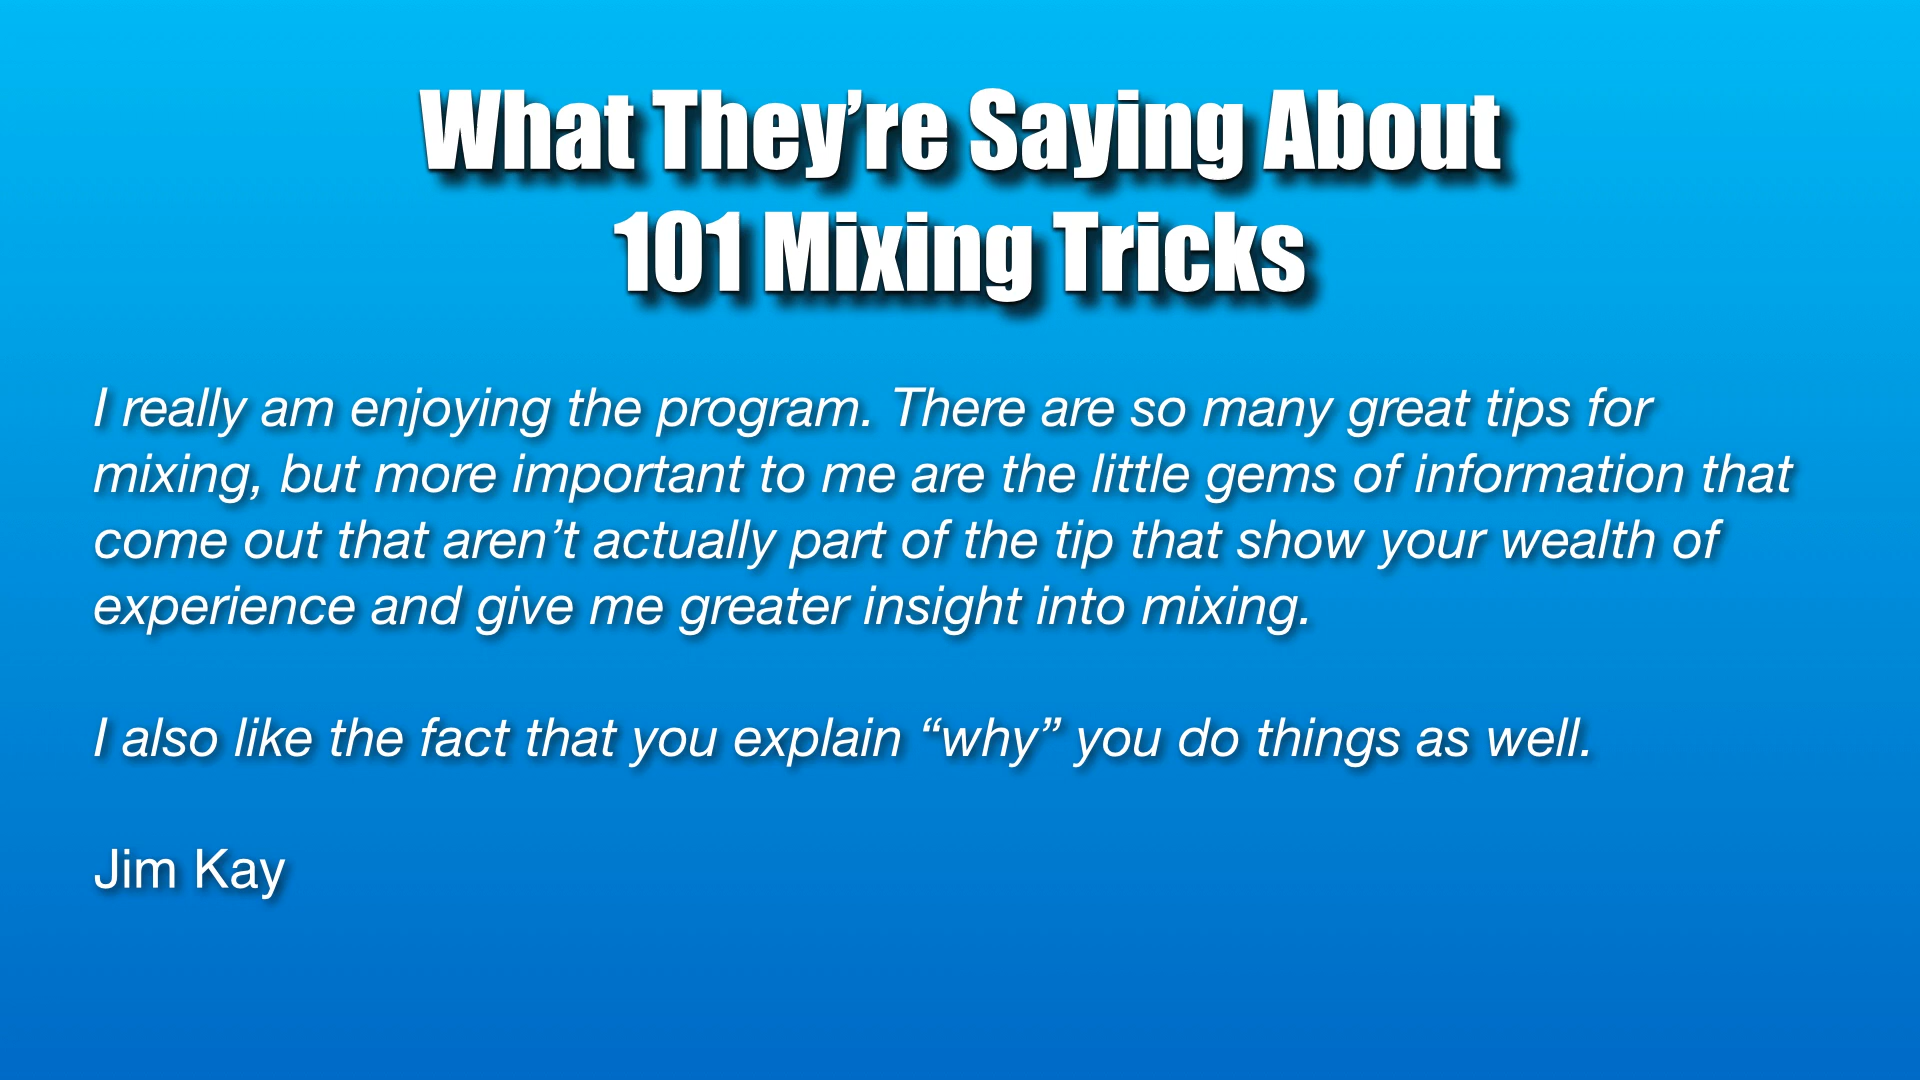 What They’re Saying About
101 Mixing Tricks
I really am enjoying the program. There are so many great tips for
mixing, but more important to me are the little gems of information that
come out that aren’t actually part of the tip that show your wealth of
experience and give me greater insight into mixing.
I also like the fact that you explain “why” you do things as well.
Jim Kay